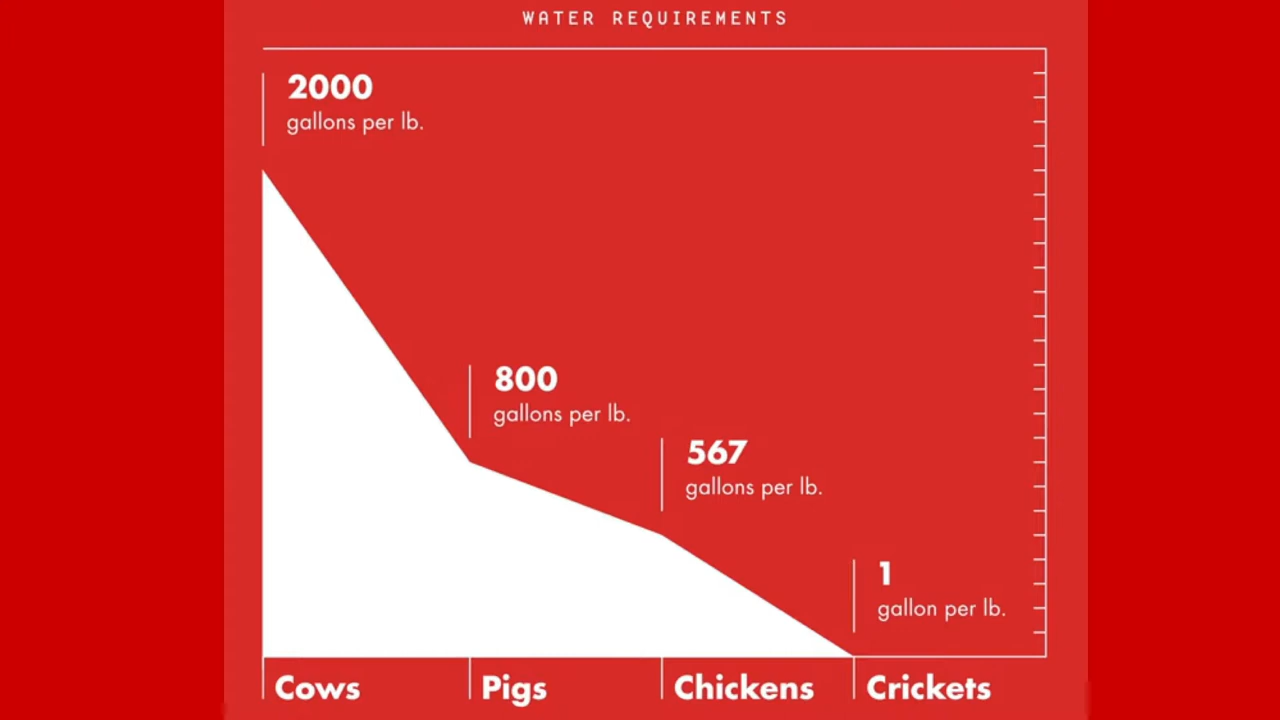 WATER REQUIREMENTS
2000
gallons per lb.
800
gallons per lb.
567
gallons per lb.
1
gallon per lb.
Cows Pigs Chickens Crickets